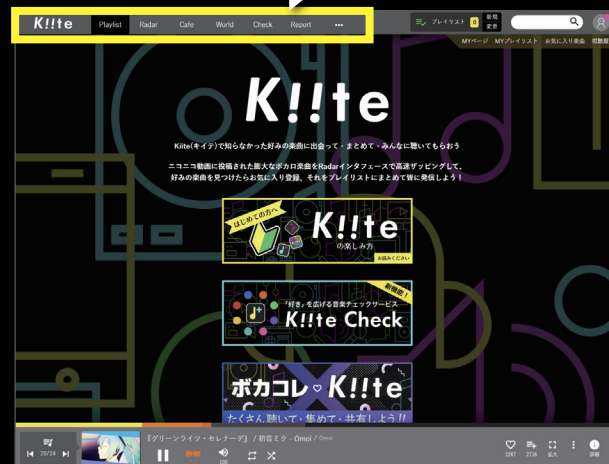 K!!te Playlist Radar Cafe World Check Report •••
プレイリスト 0 新規
変更
MYページ MYプレイリスト お気に入り楽曲
K!!te
Kiite(キイテ)で知らなかった好みの楽曲に出会って・まとめて・みんなに聴いてもらおう
ニコニコ動画に投稿された膨大なボカロ楽曲をRadarインタフェースで高速ザッピングして、
好みの楽曲を見つけたらお気に入り登録、それをプレイリストにまとめて皆に発信しよう！
はじめての方へ
K!!te
の楽しみ方
お読みください
新機能！
"好き"を広げる音楽チェックサービス
K!!te Check
ボカコレ♡K!!te
たくさん聴いて・集めて・共有しよう!!
『グリーンライツ・セレナーデ』 / 初音ミク - Omoi / Omoi
20/24
100
2267 2716 拡大 詳細